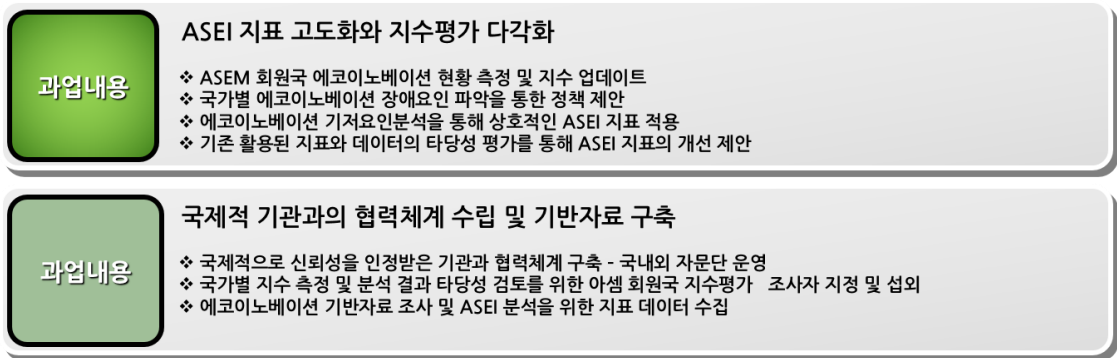 ASEI 지표 고도화와 지수평가 다각화
과업내용
❖ ASEM 회원국 에코이노베이션 현황 측정 및 지수 업데이트
❖ 국가별 에코이노베이션 장애요인 파악을 통한 정책 제안
❖ 에코이노베이션 기저요인분석을 통해 상호적인 ASEI 지표 적용
❖ 기존 활용된 지표와 데이터의 타당성 평가를 통해 ASEI 지표의 개선 제안
국제적 기관과의 협력체계 수립 및 기반자료 구축
과업내용
❖ 국제적으로 신뢰성을 인정받은 기관과 협력체계 구축 - 국내외 자문단 운영
❖ 국가별 지수 측정 및 분석 결과 타당성 검토를 위한 아셈 회원국 지수평가 조사자 지정 및 섭외
❖ 에코이노베이션 기반자료 조사 및 ASEI 분석을 위한 지표 데이터 수집